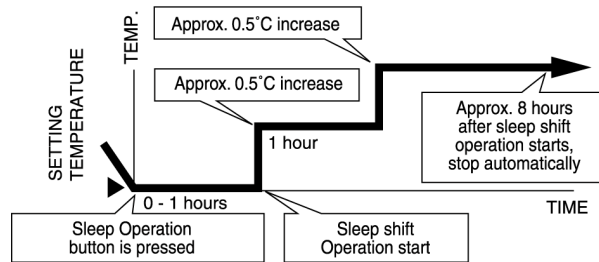 Approx. 0.5˚C increase
TEMP.
SETTING
TEMPERATURE
Approx. 0.5˚C increase
1 hour
Approx. 8 hours
after sleep shift
operation starts,
stop automatically
0 - 1 hours
TIME
Sleep Operation
button is pressed
Sleep shift
Operation start